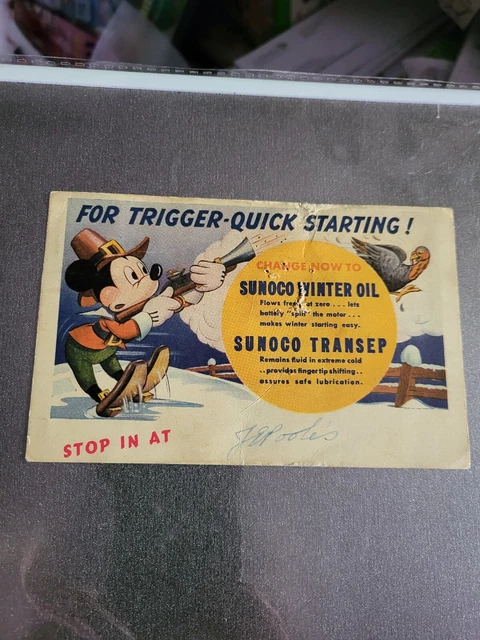 FOR TRIGGER-QUICK STARTING!
CHANGE NOW TO
SUNOCO WINTER OIL
Flows freely at zero . . . lets
battery "spin" the motor . . .
makes winter starting easy.
SUNOCO TRANSEP
Remains fluid in extreme cold
. . provides fingertip shifting . .
assures safe lubrication.
STOP IN AT
J.E. Poole's